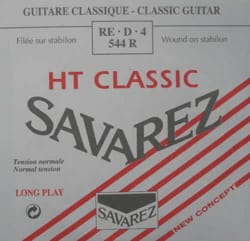 GUITARE CLASSIQUE - CLASSIC GUITAR
Filée sur stabilon
RE · D · 4
544 R
Wound on stabilon
HT CLASSIC
SAVAREZ
Tension normale
Normal tension
LONG PLAY
SAVAREZ
NEW CONCEPT